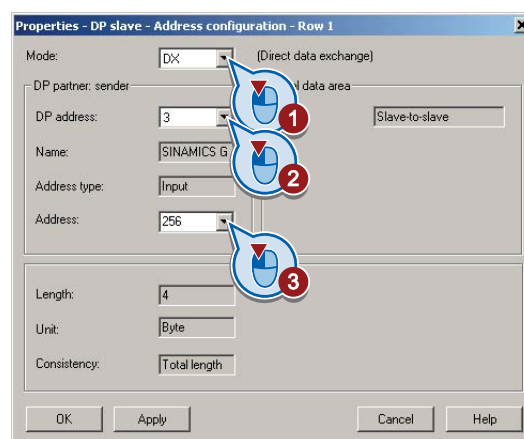 Properties - DP slave - Address configuration - Row 1
Mode: DX (Direct data exchange)
DP partner: sender data area
DP address: 3 Slave-to-slave
1
Name: SINAMICS G
2
Address type: Input
Address: 256
3
Length: 4
Unit: Byte
Consistency: Total length
OK Apply Cancel Help